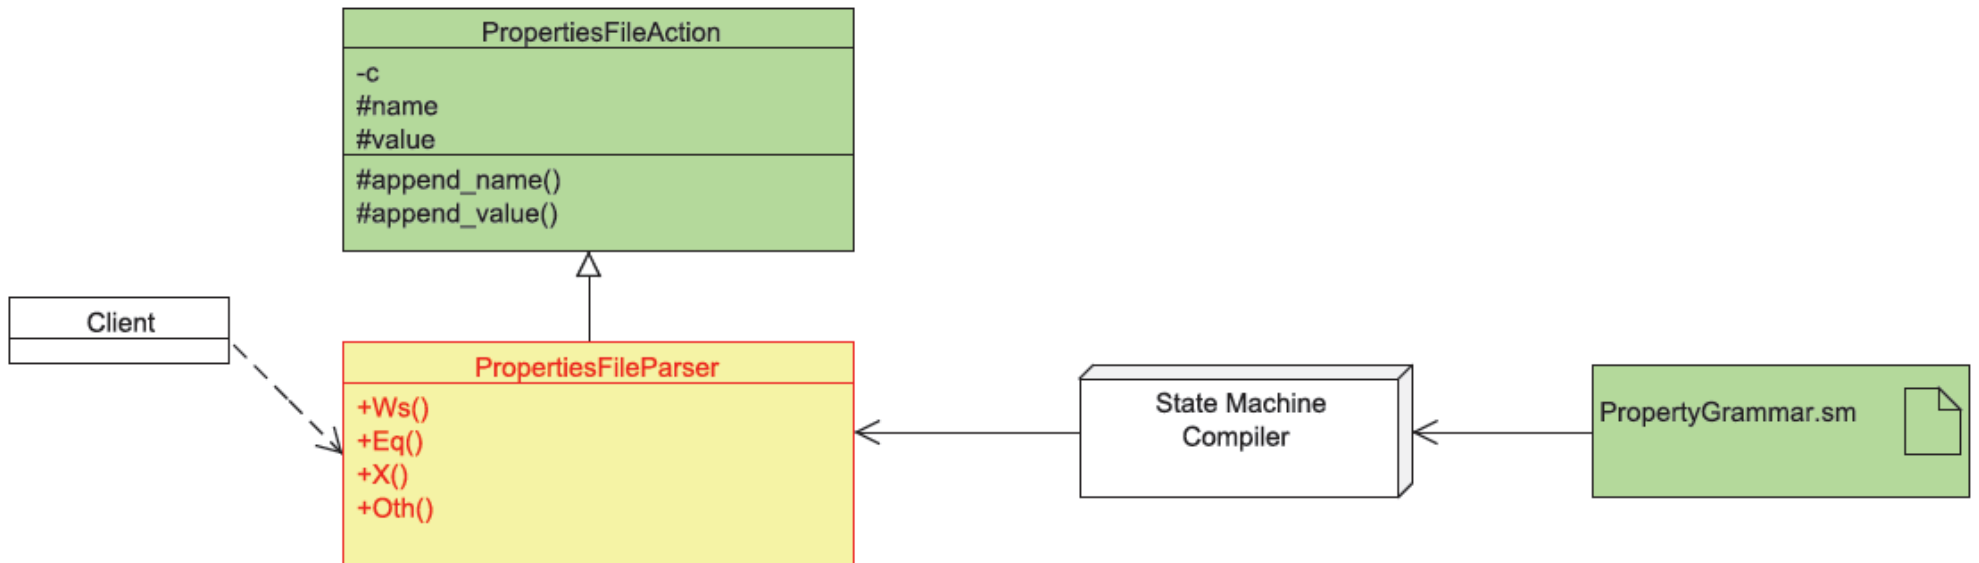 PropertiesFileAction
-c
#name
#value
#append_name()
#append_value()
Client
PropertiesFileParser
+Ws()
+Eq()
+X()
+Oth()
State Machine
Compiler
PropertyGrammar.sm